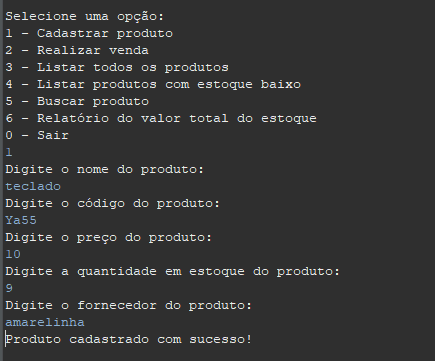 Selecione uma opção:
1 - Cadastrar produto
2 - Realizar venda
3 - Listar todos os produtos
4 - Listar produtos com estoque baixo
5 - Buscar produto
6 - Relatório do valor total do estoque
0 - Sair
1
Digite o nome do produto:
teclado
Digite o código do produto:
Ya55
Digite o preço do produto:
10
Digite a quantidade em estoque do produto:
9
Digite o fornecedor do produto:
amarelinha
Produto cadastrado com sucesso!